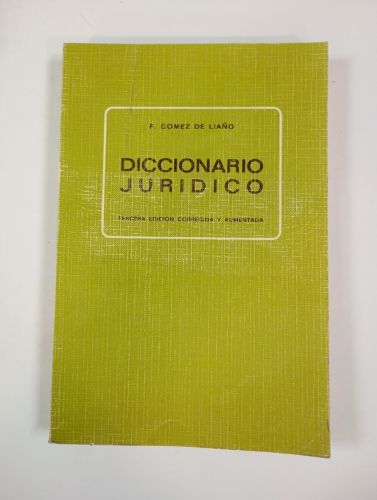 F. GOMEZ DE LIAÑO
DICCIONARIO
JURIDICO
TERCERA EDICION CORREGIDA Y AUMENTADA